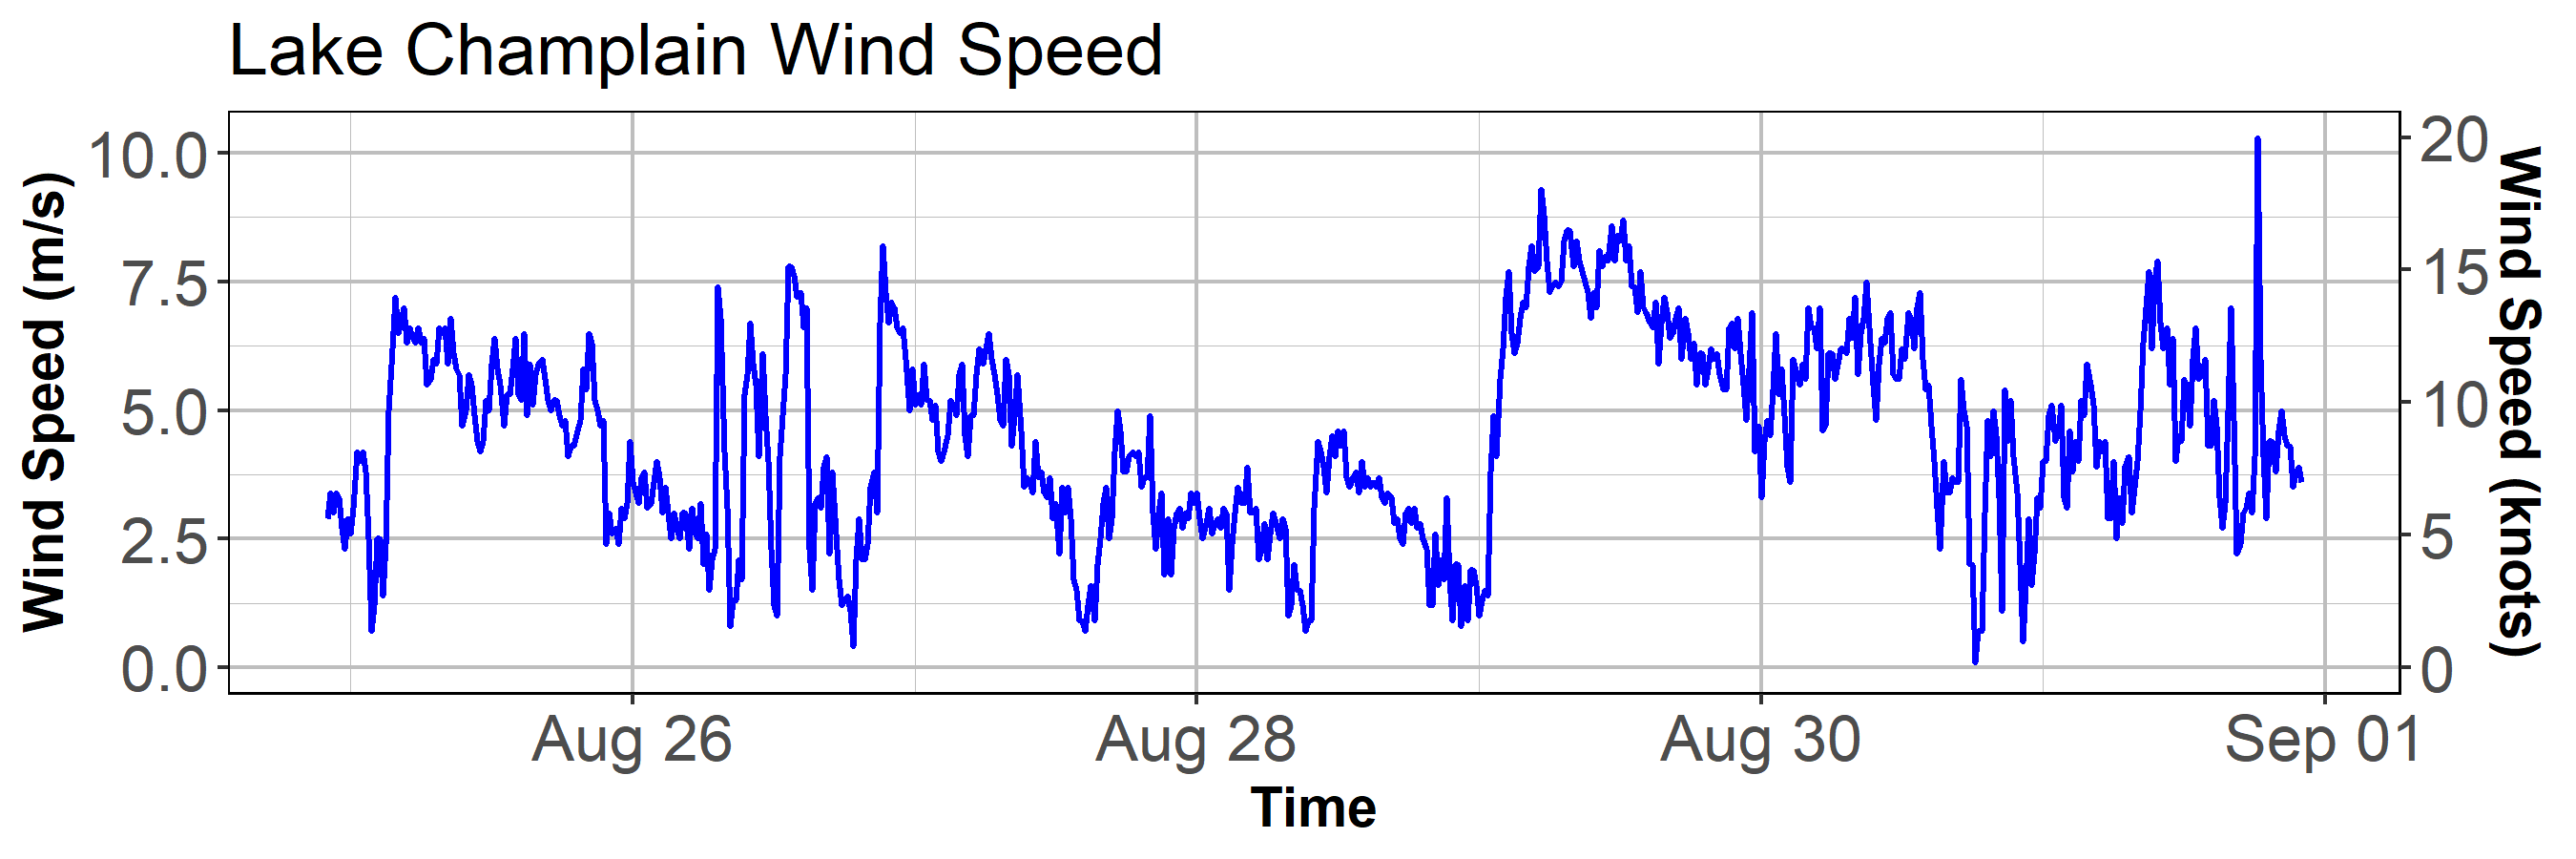 Lake Champlain Wind Speed
Wind Speed (m/s)
10.0
7.5
5.0
2.5
0.0
20
15
10
5
0
Wind Speed (knots)
Aug 26
Aug 28
Aug 30
Sep 01
Time